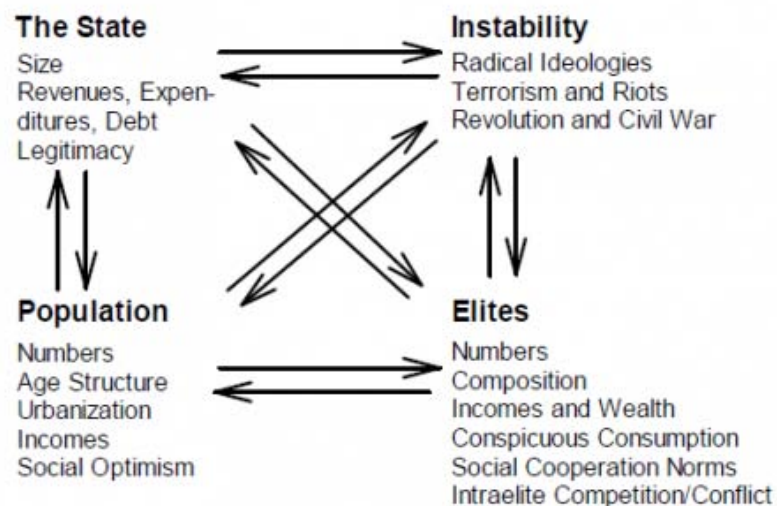 The State
Size
Revenues, Expen-
ditures, Debt
Legitimacy
Instability
Radical Ideologies
Terrorism and Riots
Revolution and Civil War
Population
Numbers
Age Structure
Urbanization
Incomes
Social Optimism
Elites
Numbers
Composition
Incomes and Wealth
Conspicuous Consumption
Social Cooperation Norms
Intraelite Competition/Conflict